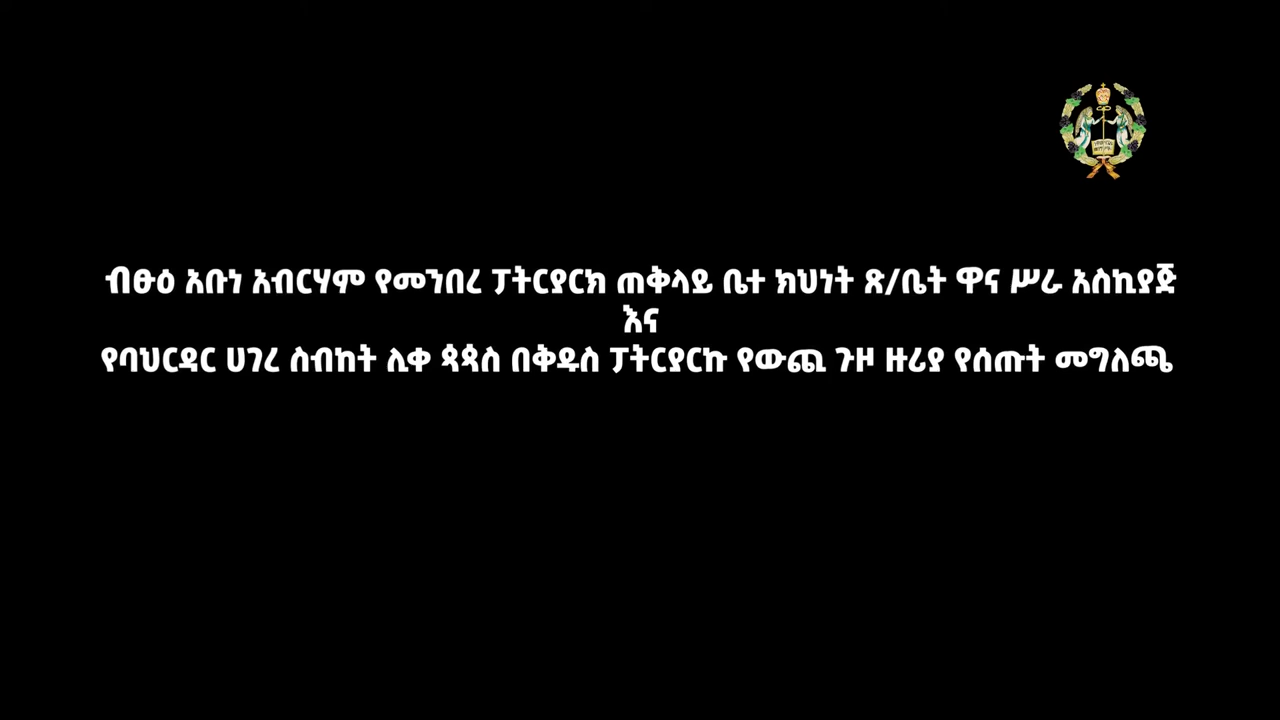 ብፁዕ አቡነ አብርሃም የመንበረ ፓትርያርክ ጠቅላይ ቤተ ክህነት ጽ/ቤት ዋና ሥራ አስኪያጅ
እና
የባህርዳር ሀገረ ስብከት ሊቀ ጳጳስ በቅዱስ ፓትርያርኩ የውጪ ጉዞ ዙሪያ የሰጡት መግለጫ